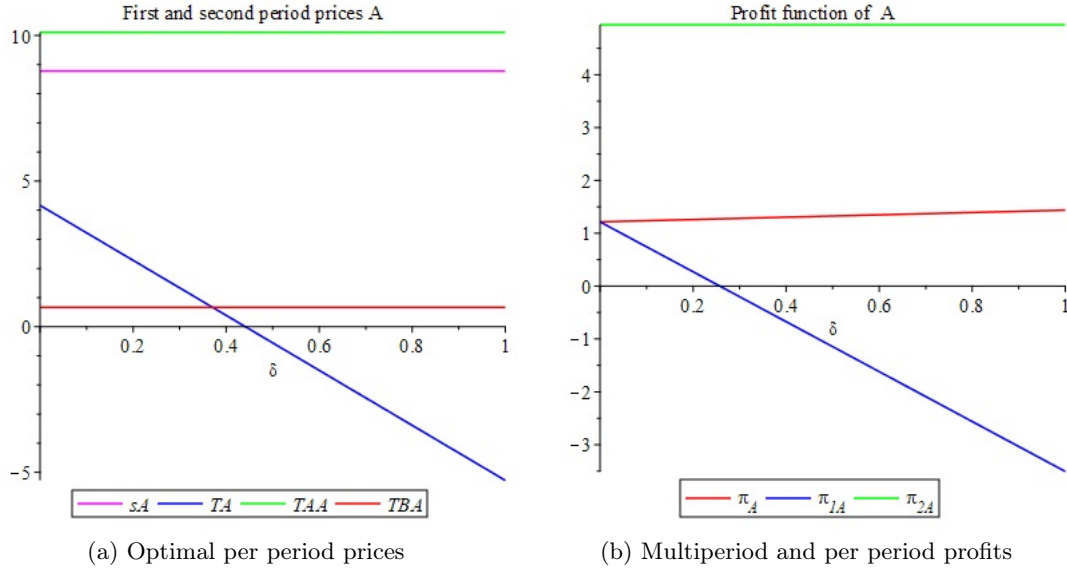 First and second period prices A
10
5
0
−5
0.2 0.4 0.6 0.8 1
δ
sA TA TAA TBA
(a) Optimal per period prices
Profit function of A
4
3
2
1
0
−1
−2
−3
0.2 0.4 0.6 0.8 1
δ
π_A π_1A π_2A
(b) Multiperiod and per period profits